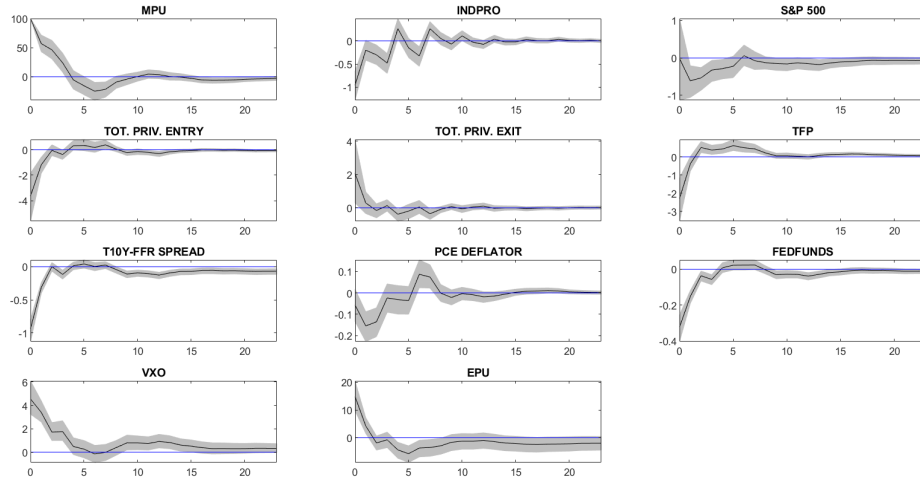 MPU
100
50
0
0 5 10 15 20
INDPRO
0
-0.5
-1
0 5 10 15 20
S&P 500
1
0
-1
0 5 10 15 20
TOT. PRIV. ENTRY
0
-2
-4
0 5 10 15 20
TOT. PRIV. EXIT
4
2
0
0 5 10 15 20
TFP
0
-1
-2
-3
0 5 10 15 20
T10Y-FFR SPREAD
0
-0.5
-1
0 5 10 15 20
PCE DEFLATOR
0.1
0
-0.1
-0.2
0 5 10 15 20
FEDFUNDS
0
-0.2
-0.4
0 5 10 15 20
VXO
6
4
2
0
0 5 10 15 20
EPU
20
10
0
0 5 10 15 20